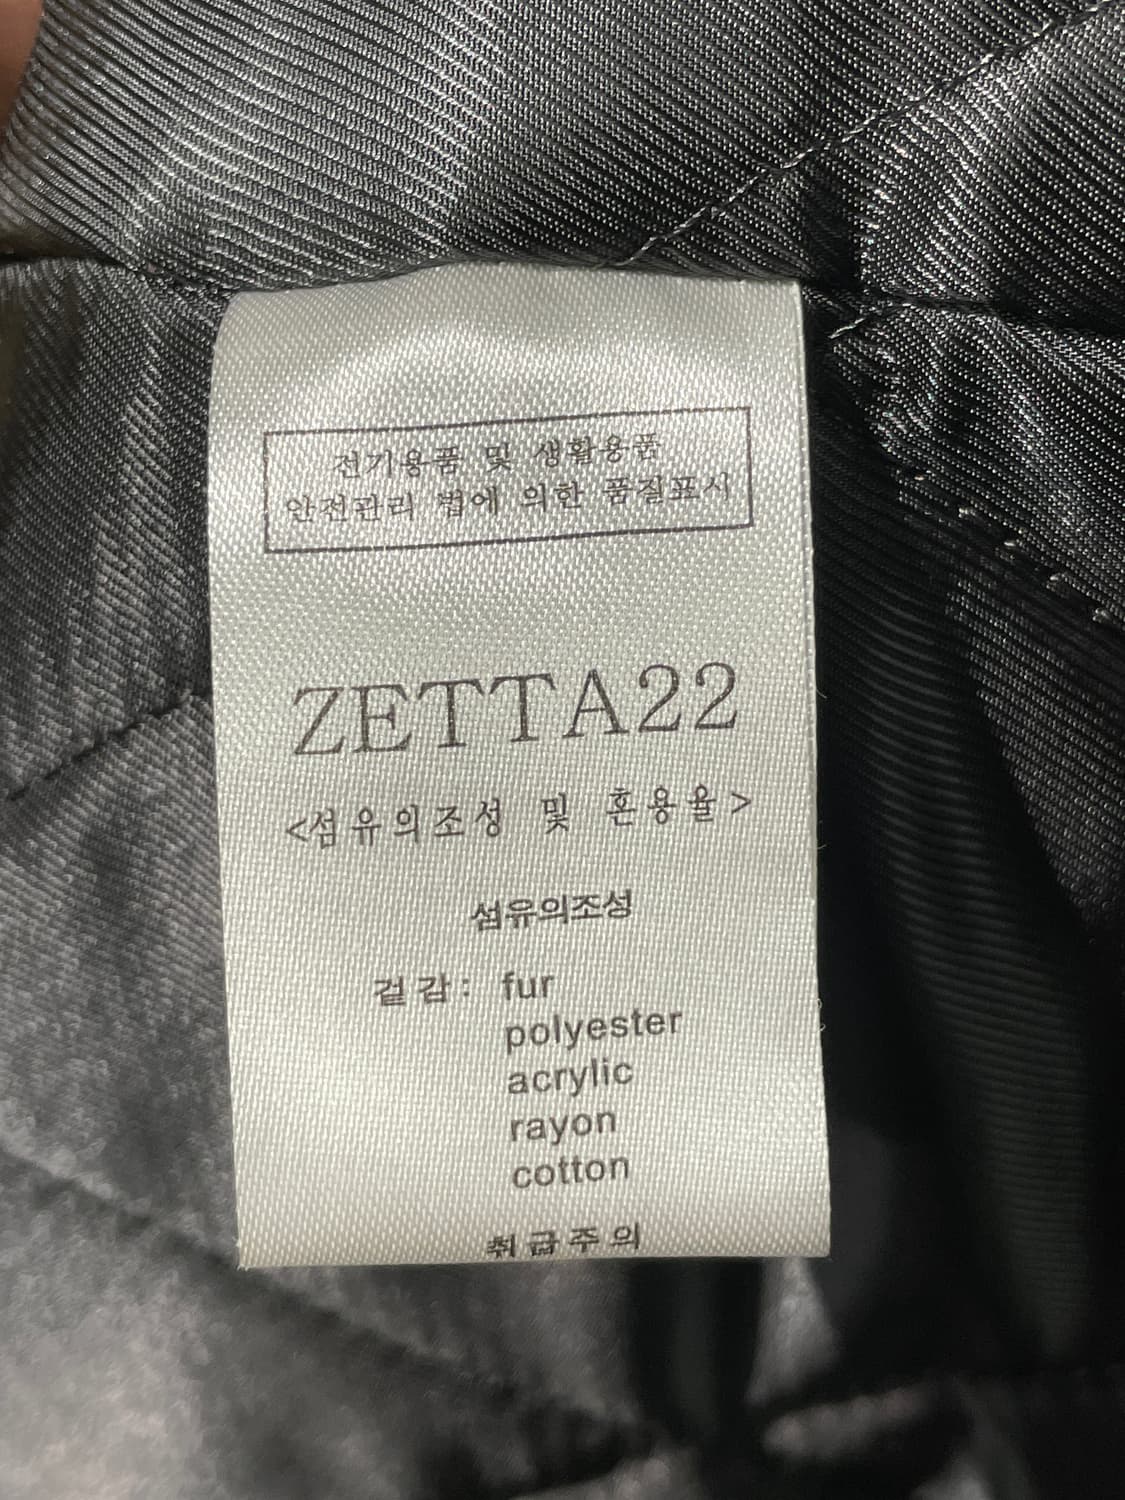 전기용품 및 생활용품
안전관리 법에 의한 품질표시
ZETTA22
<섬유의조성 및 혼용율>
섬유의조성
겉감: fur
polyester
acrylic
rayon
cotton
취급주의